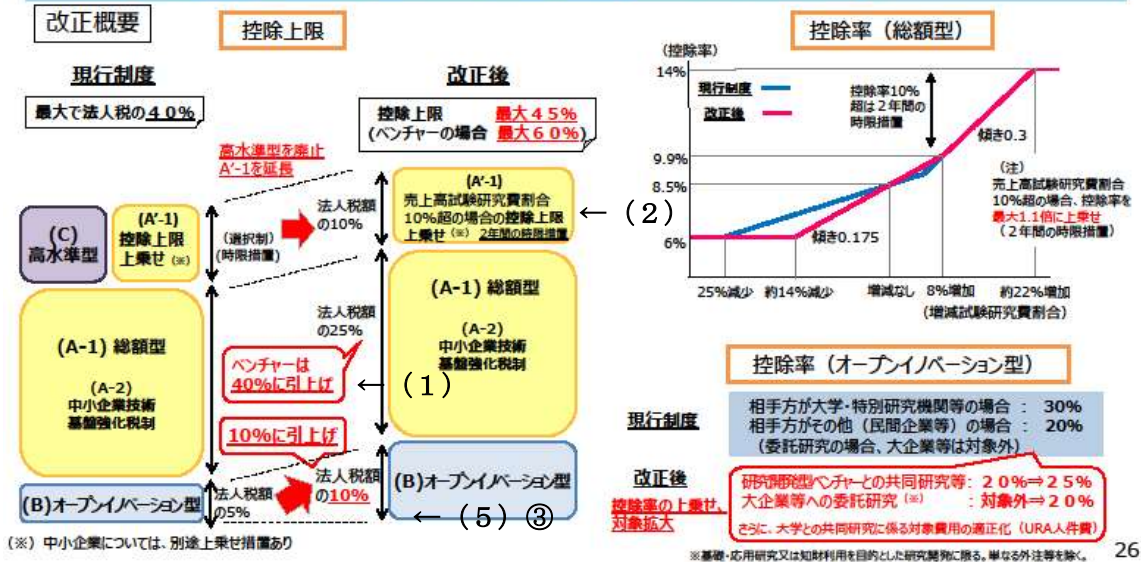 改正概要
控除上限
現行制度
最大で法人税の40%
改正後
控除上限 最大45%
(ベンチャーの場合 最大60%)
高水準型を廃止
A'-1を延長
(C)
高水準型
(A'-1)
控除上限
上乗せ (※)
(選択制)
(時限措置)
法人税額
の10%
(A'-1)
売上高試験研究費割合
10%超の場合の控除上限
上乗せ (※) 2年間の時限措置
← (2)
(A-1) 総額型
(A-2)
中小企業技術
基盤強化税制
法人税額
の25%
ベンチャーは
40%に引上げ
← (1)
(A-1) 総額型
(A-2)
中小企業技術
基盤強化税制
10%に引上げ
(B)オープンイノベーション型
法人税額
の5%
法人税額
の10%
(B)オープンイノベーション型
← (5) ③
(※) 中小企業については、別途上乗せ措置あり
控除率(総額型)
(控除率)
14%
9.9%
8.5%
6%
現行制度
改正後
控除率10%
超は2年間の
時限措置
傾き0.3
傾き0.175
(注)
売上高試験研究費割合
10%超の場合、控除率を
最大1.1倍に上乗せ
(2年間の時限措置)
25%減少 約14%減少 増減なし 8%増加 約22%増加
(増減試験研究費割合)
控除率(オープンイノベーション型)
現行制度
相手方が大学・特別研究機関等の場合 : 30%
相手方がその他(民間企業等)の場合 : 20%
(委託研究の場合、大企業等は対象外)
改正後
控除率の上乗せ、
対象拡大
研究開発型ベンチャーとの共同研究等: 20%⇒25%
大企業等への委託研究 (※) : 対象外⇒20%
さらに、大学との共同研究に係る対象費用の適正化(URA人件費)
※基礎・応用研究又は知財利用を目的とした研究開発に限る。単なる外注等を除く。
26